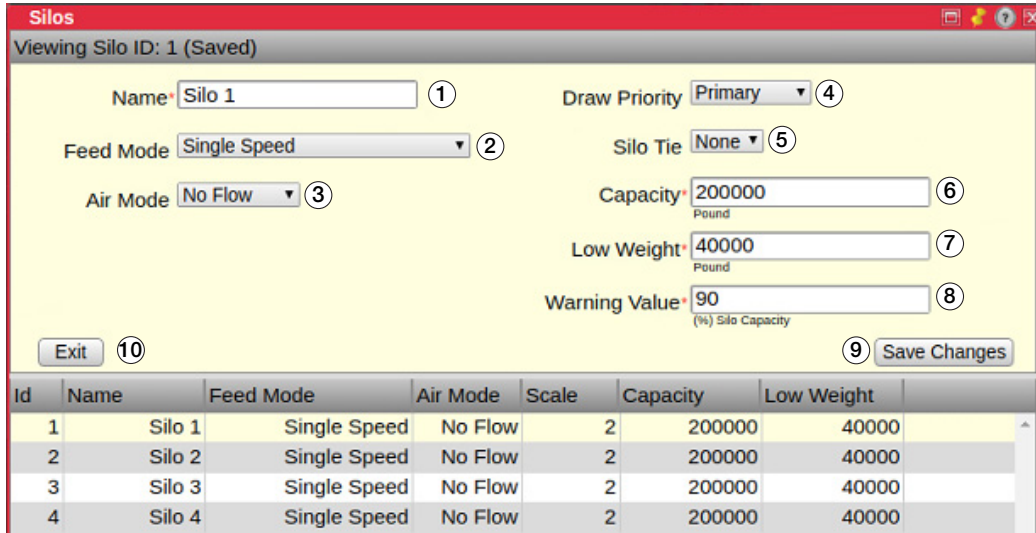 Silos
Viewing Silo ID: 1 (Saved)
Name* Silo 1 1
Draw Priority Primary 4
Feed Mode Single Speed 2
Silo Tie None 5
Air Mode No Flow 3
Capacity* 200000 6
Pound
Low Weight* 40000 7
Pound
Warning Value* 90 8
(%) Silo Capacity
Exit 10
9 Save Changes
Id Name Feed Mode Air Mode Scale Capacity Low Weight
1 Silo 1 Single Speed No Flow 2 200000 40000
2 Silo 2 Single Speed No Flow 2 200000 40000
3 Silo 3 Single Speed No Flow 2 200000 40000
4 Silo 4 Single Speed No Flow 2 200000 40000